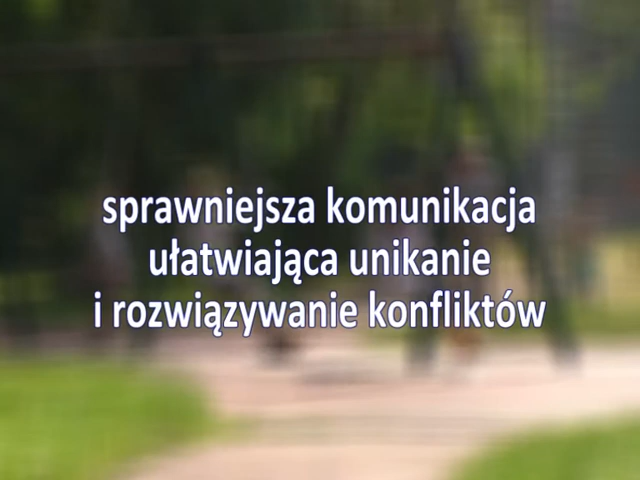 sprawniejsza komunikacja
ułatwiająca unikanie
i rozwiązywanie konfliktów